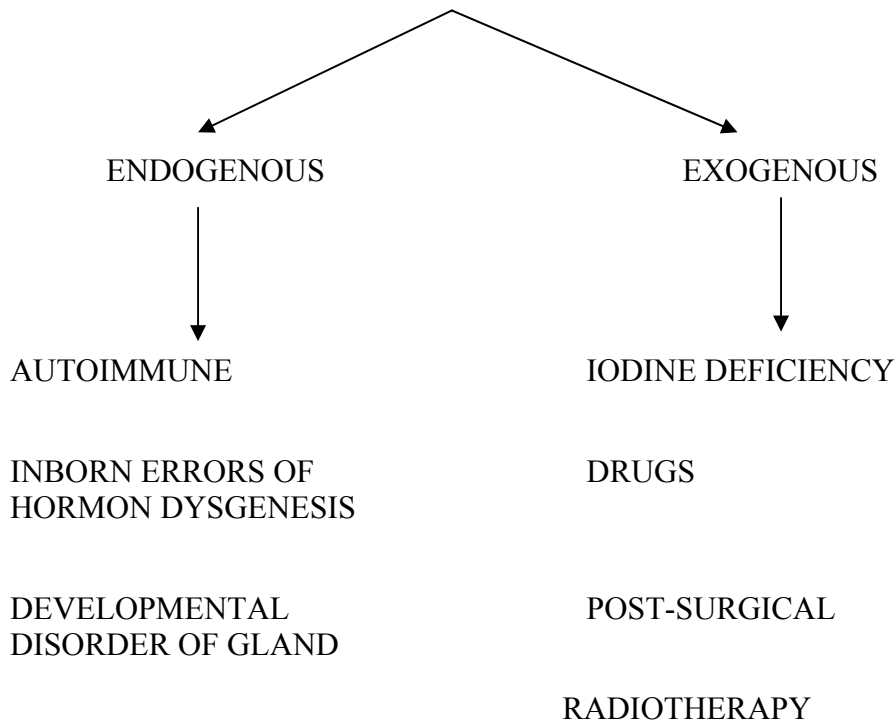 ENDOGENOUS
EXOGENOUS
AUTOIMMUNE
IODINE DEFICIENCY
INBORN ERRORS OF
HORMON DYSGENESIS
DRUGS
DEVELOPMENTAL
DISORDER OF GLAND
POST-SURGICAL
RADIOTHERAPY